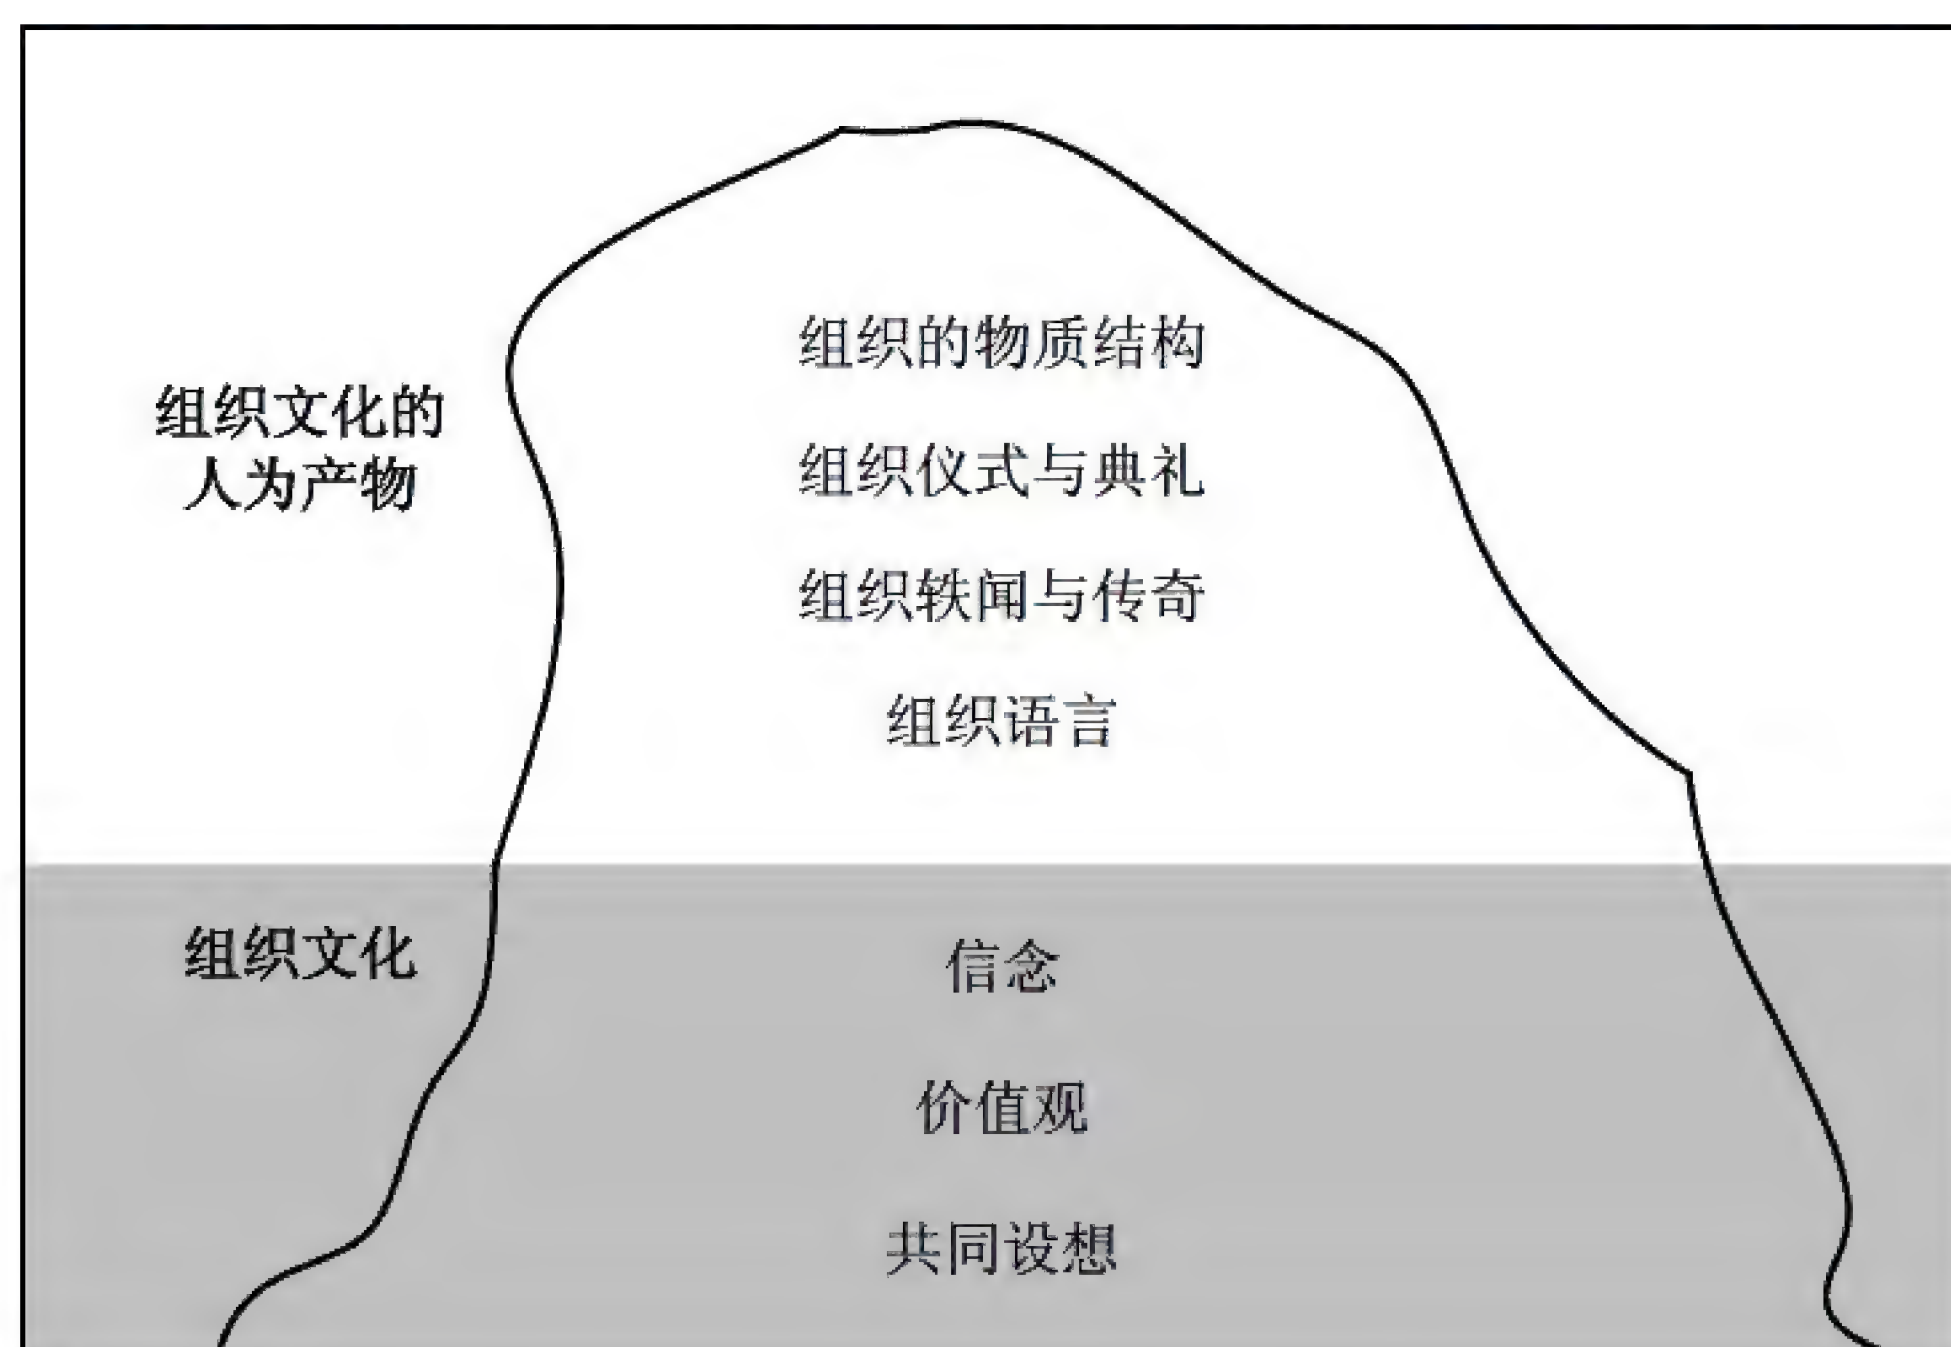 组织的物质结构
组织文化的
人为产物
组织仪式与典礼
组织轶闻与传奇
组织语言
组织文化
信念
价值观
共同设想